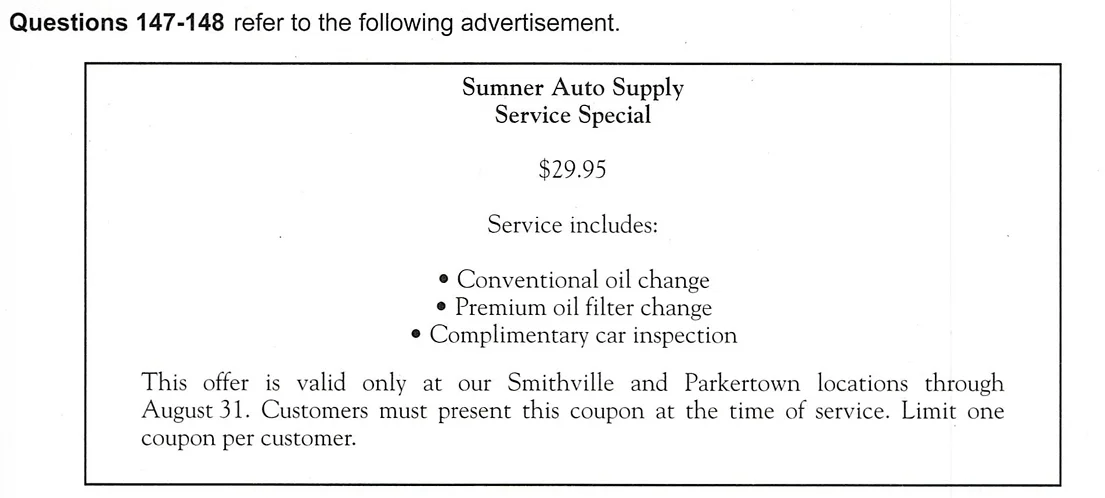 Questions 147-148 refer to the following advertisement.
Sumner Auto Supply
Service Special
$29.95
Service includes:
• Conventional oil change
• Premium oil filter change
• Complimentary car inspection
This offer is valid only at our Smithville and Parkertown locations through
August 31. Customers must present this coupon at the time of service. Limit one
coupon per customer.